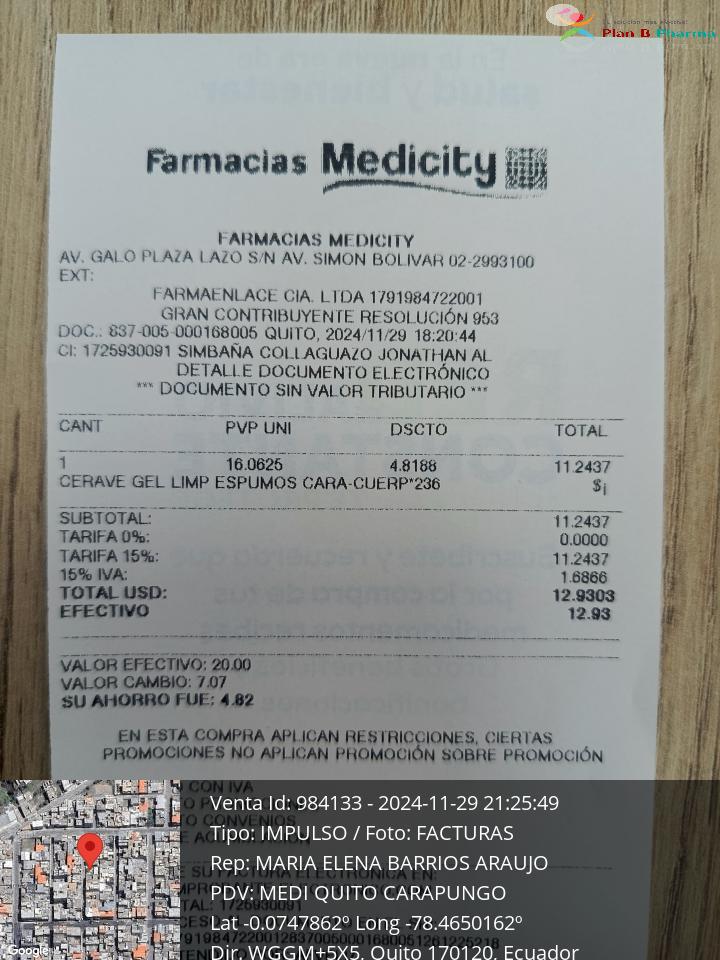 Plan B Pharma
Farmacias Medicity
FARMACIAS MEDICITY
AV. GALO PLAZA LAZO S/N AV. SIMON BOLIVAR 02-2993100
EXT:
FARMAENLACE CIA. LTDA 1791984722001
GRAN CONTRIBUYENTE RESOLUCIÓN 953
DOC.: 837-005-000168005 QUITO, 2024/11/29 18:20:44
CI: 1725930091 SIMBAÑA COLLAGUAZO JONATHAN AL
DETALLE DOCUMENTO ELECTRÓNICO
*** DOCUMENTO SIN VALOR TRIBUTARIO ***
CANT PVP UNI DSCTO TOTAL
1 16.0625 4.8188 11.2437
CERAVE GEL LIMP ESPUMOS CARA-CUERP*236 $¡
SUBTOTAL: 11.2437
TARIFA 0%: 0.0000
TARIFA 15%: 11.2437
15% IVA: 1.6866
TOTAL USD: 12.9303
EFECTIVO 12.93
VALOR EFECTIVO: 20.00
VALOR CAMBIO: 7.07
SU AHORRO FUE: 4.82
EN ESTA COMPRA APLICAN RESTRICCIONES, CIERTAS
PROMOCIONES NO APLICAN PROMOCIÓN SOBRE PROMOCIÓN
CON IVA
Venta Id: 984133 - 2024-11-29 21:25:49
Tipo: IMPULSO / Foto: FACTURAS
Rep: MARIA ELENA BARRIOS ARAUJO
PDV: MEDI QUITO CARAPUNGO
Lat -0.0747862º Long -78.4650162º
Dir. WGGM+5X5, Quito 170120, Ecuador
Google